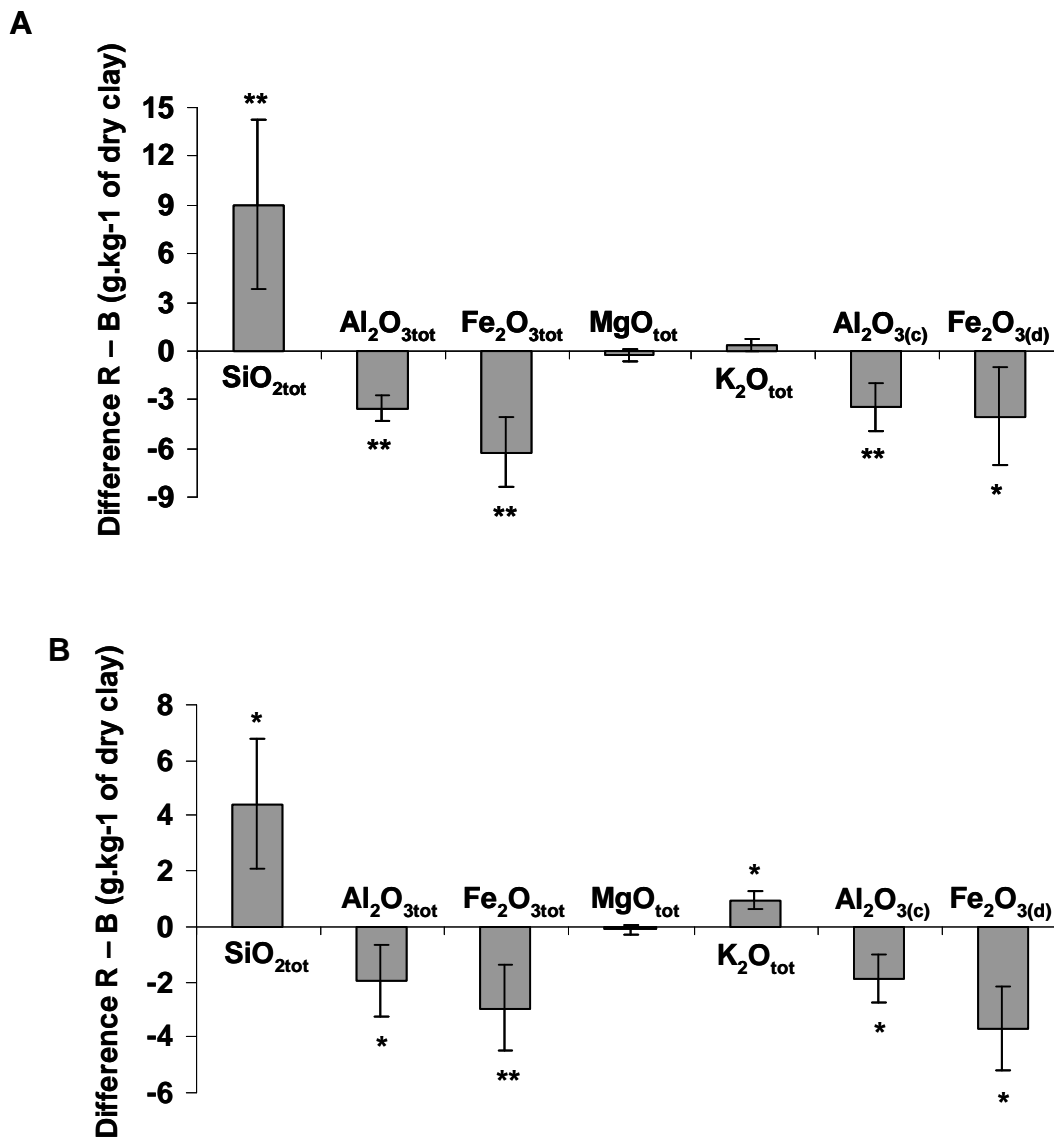 A
Difference R – B (g.kg-1 of dry clay)
15
12
9
6
3
0
-3
-6
-9
**
SiO2tot
Al2O3tot
**
Fe2O3tot
**
MgOtot
K2Otot
Al2O3(c)
**
Fe2O3(d)
*
B
Difference R – B (g.kg-1 of dry clay)
8
6
4
2
0
-2
-4
-6
*
SiO2tot
Al2O3tot
*
Fe2O3tot
**
MgOtot
*
K2Otot
Al2O3(c)
*
Fe2O3(d)
*